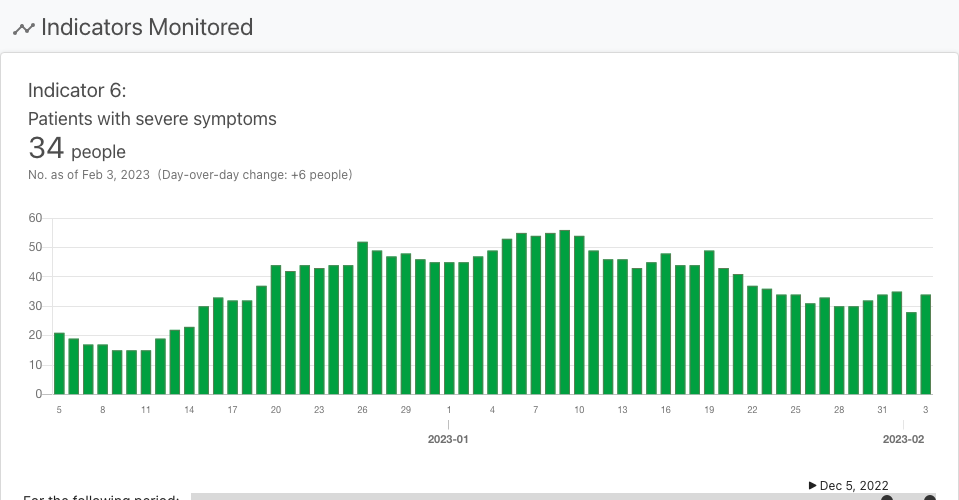 Indicators Monitored
Indicator 6:
Patients with severe symptoms
34 people
No. as of Feb 3, 2023 (Day-over-day change: +6 people)
60
50
40
30
20
10
0
5 8 11 14 17 20 23 26 29 1 4 7 10 13 16 19 22 25 28 31 3
2023-01 2023-02
Dec 5, 2022
For the following period: